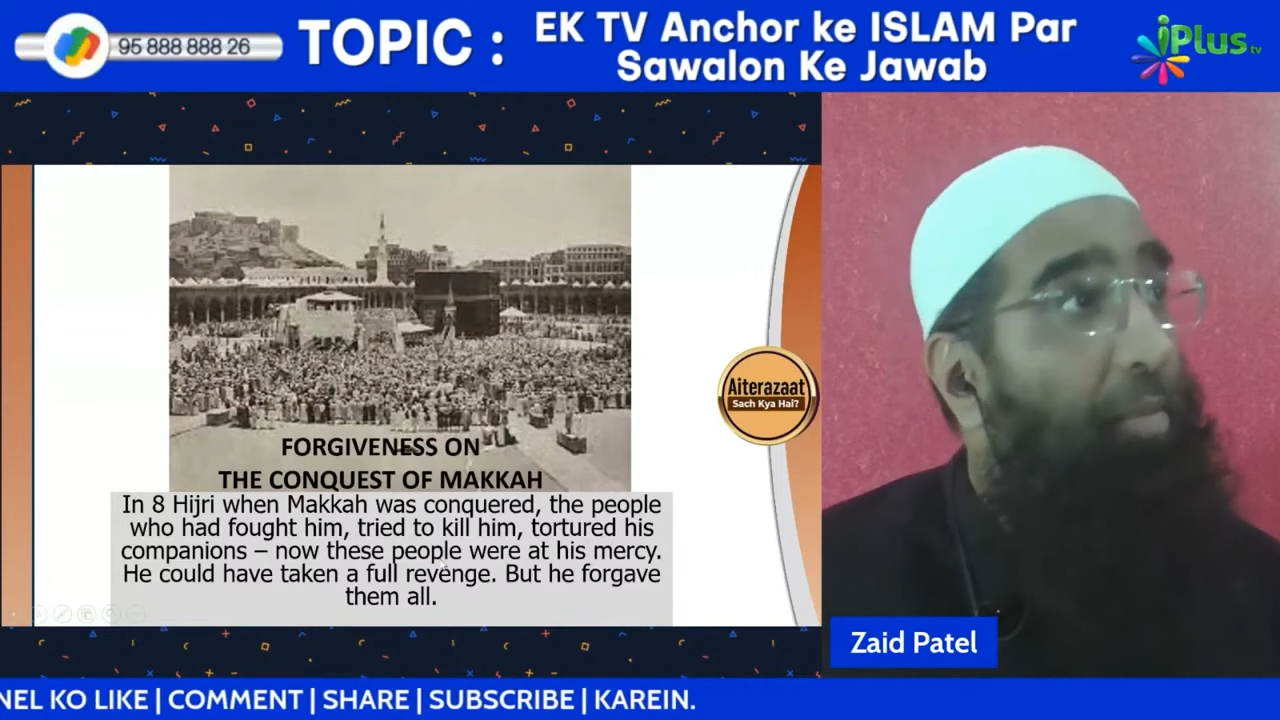 95 888 888 26
TOPIC :
EK TV Anchor ke ISLAM Par
Sawalon Ke Jawab
iPlus tv
FORGIVENESS ON
THE CONQUEST OF MAKKAH
In 8 Hijri when Makkah was conquered, the people
who had fought him, tried to kill him, tortured his
companions – now these people were at his mercy.
He could have taken a full revenge. But he forgave
them all.
Aiterazaat
Sach Kya Hai?
Zaid Patel
NEL KO LIKE | COMMENT | SHARE | SUBSCRIBE | KAREIN.